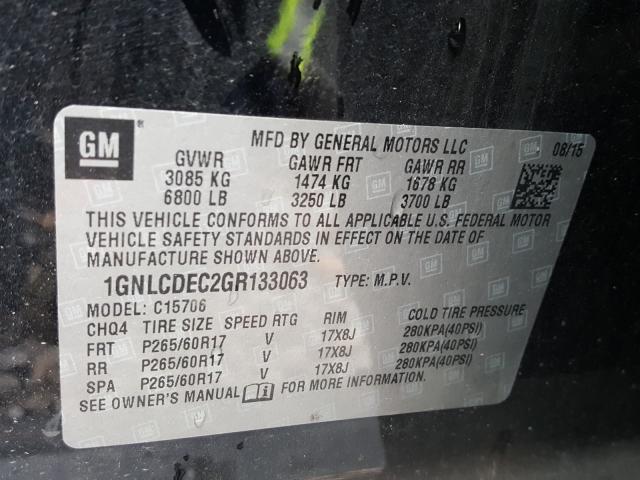 GM ®
MFD BY GENERAL MOTORS LLC 08/15
GVWR GAWR FRT GAWR RR
3085 KG 1474 KG 1678 KG
6800 LB 3250 LB 3700 LB
THIS VEHICLE CONFORMS TO ALL APPLICABLE U.S. FEDERAL MOTOR
VEHICLE SAFETY STANDARDS IN EFFECT ON THE DATE OF
MANUFACTURE SHOWN ABOVE.
1GNLCDEC2GR133063 TYPE: M.P.V.
MODEL: C15706
CHQ4 TIRE SIZE SPEED RTG RIM COLD TIRE PRESSURE
FRT P265/60R17 V 17X8J 280KPA(40PSI)
RR P265/60R17 V 17X8J 280KPA(40PSI)
SPA P265/60R17 V 17X8J 280KPA(40PSI)
SEE OWNER'S MANUAL FOR MORE INFORMATION.